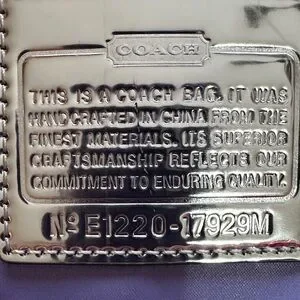 COACH
THIS IS A COACH BAG. IT WAS
HANDCRAFTED IN CHINA FROM THE
FINEST MATERIALS. ITS SUPERIOR
CRAFTSMANSHIP REFLECTS OUR
COMMITMENT TO ENDURING QUALITY.
Nº E1220-17929M